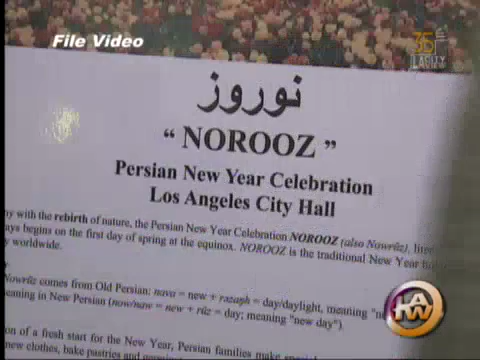 File Video
35
LACITY
نوروز
“ NOROOZ ”
Persian New Year Celebration
Los Angeles City Hall
with the rebirth of nature, the Persian New Year Celebration NOROOZ (also Nowrūz),
begins on the first day of spring at the equinox. NOROOZ is the traditional New Year
worldwide.
comes from Old Persian: nava = new + = day/daylight, meaning
meaning in New Persian (now/naw = new + rūz = day; meaning "new day").
of a fresh start for the New Year, Persian families make
new clothes, bake pastries and
LA
TW